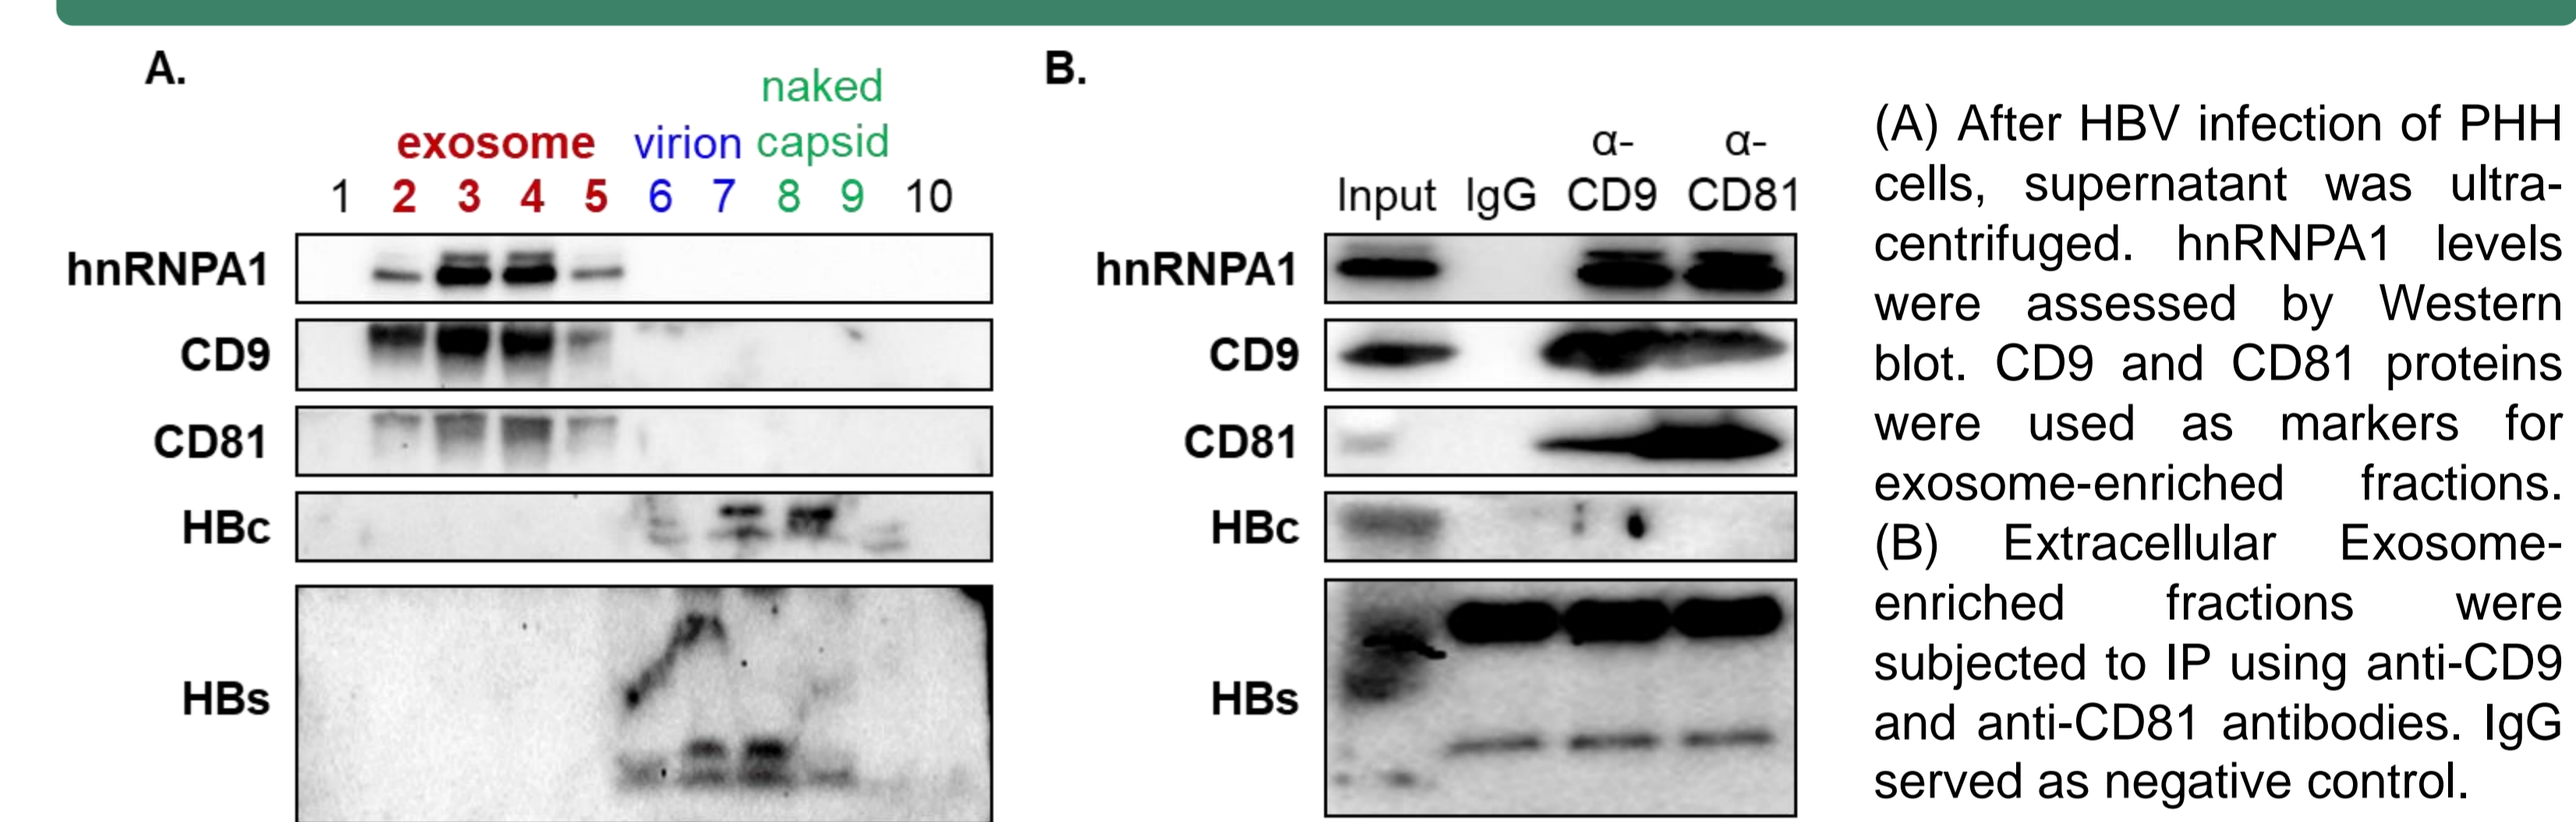 A.
naked
exosome virion capsid
1 2 3 4 5 6 7 8 9 10
hnRNPA1
CD9
CD81
HBc
HBs
B.
α- α-
Input IgG CD9 CD81
hnRNPA1
CD9
CD81
HBc
HBs
(A) After HBV infection of PHH
cells, supernatant was ultra-
centrifuged. hnRNPA1 levels
were assessed by Western
blot. CD9 and CD81 proteins
were used as markers for
exosome-enriched fractions.
(B) Extracellular Exosome-
enriched fractions were
subjected to IP using anti-CD9
and anti-CD81 antibodies. IgG
served as negative control.